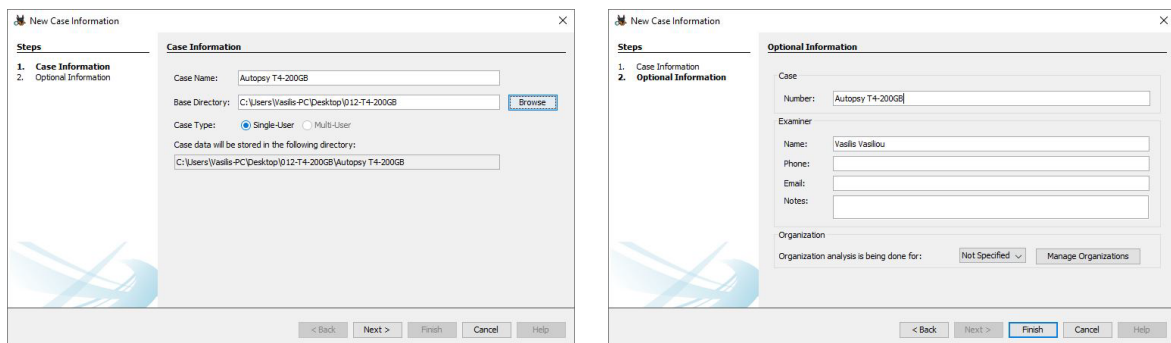 New Case Information
Steps
1. Case Information
2. Optional Information
Case Information
Case Name: Autopsy T4-200GB
Base Directory: C:\Users\Vasilis-PC\Desktop\012-T4-200GB Browse
Case Type: Single-User Multi-User
Case data will be stored in the following directory:
C:\Users\Vasilis-PC\Desktop\012-T4-200GB\Autopsy T4-200GB
< Back Next > Finish Cancel Help
New Case Information
Steps
1. Case Information
2. Optional Information
Optional Information
Case
Number: Autopsy T4-200GB
Examiner
Name: Vasilis Vasiliou
Phone:
Email:
Notes:
Organization
Organization analysis is being done for: Not Specified Manage Organizations
< Back Next > Finish Cancel Help